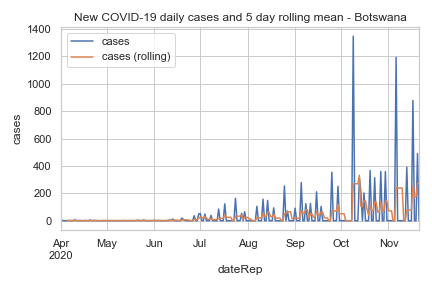 New COVID-19 daily cases and 5 day rolling mean - Botswana
cases
cases (rolling)
1400
1200
1000
800
600
400
200
0
cases
Apr May Jun Jul Aug Sep Oct Nov
2020
dateRep